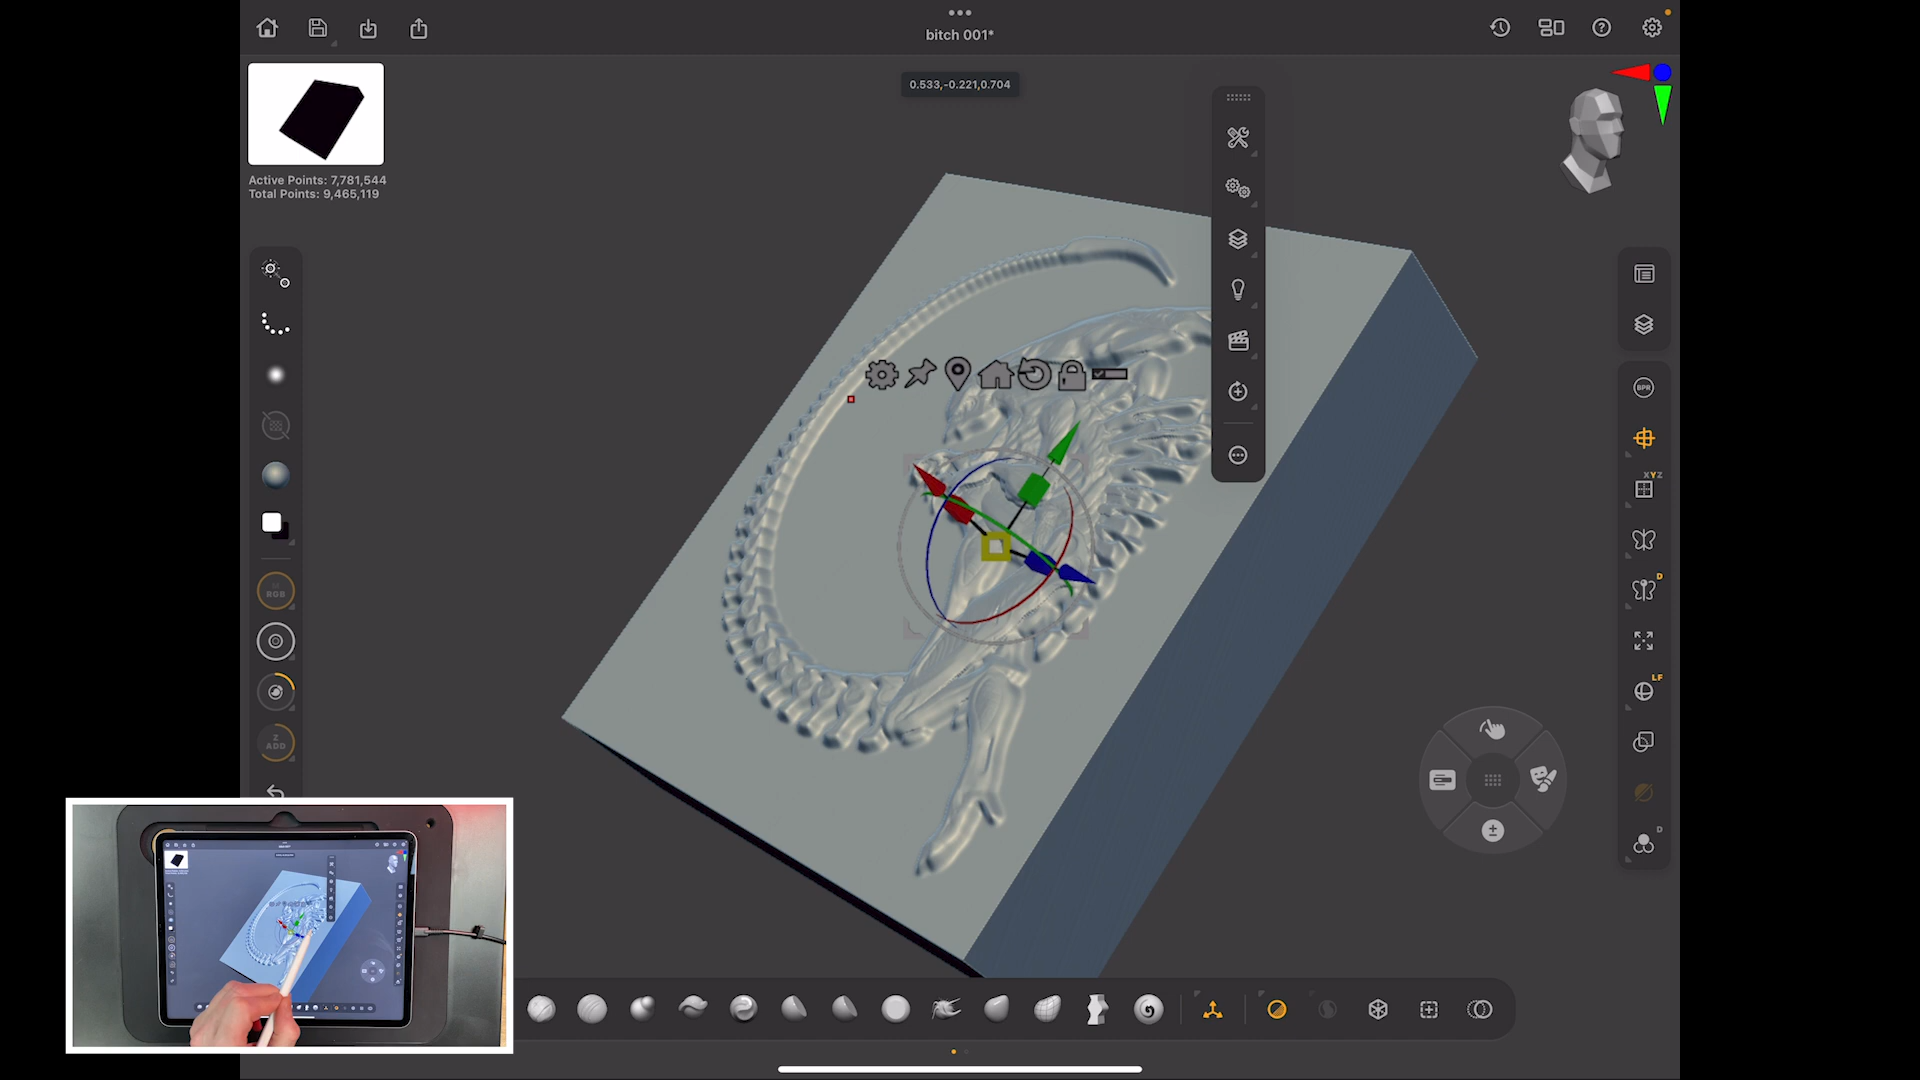 bitch 001*
0.533,-0.221,0.704
Active Points: 7,781,544
Total Points: 9,465,119
RGB
Z
ADD
BPR
XYZ
D
LF
D